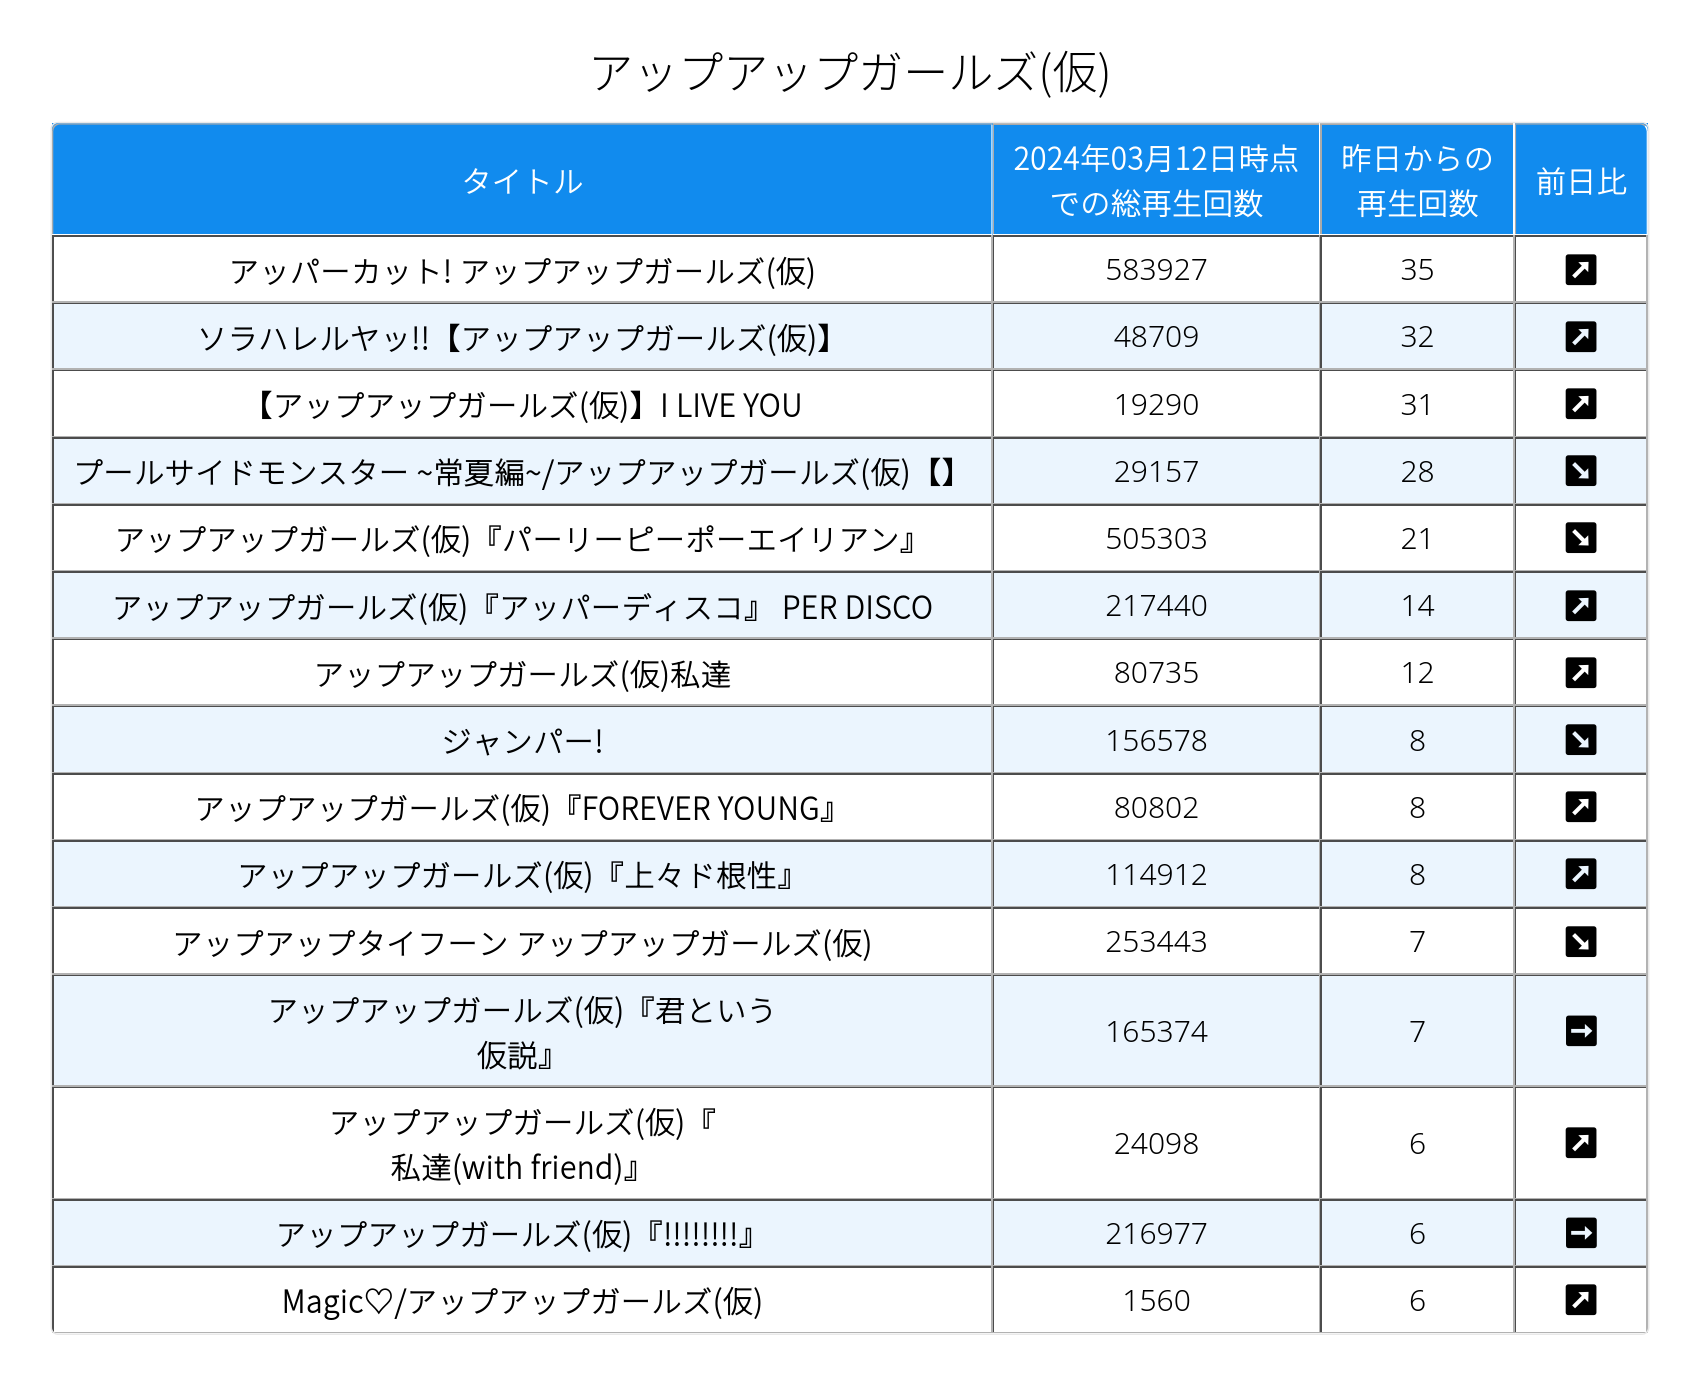 アップアップガールズ(仮)
タイトル
2024年03月12日時点
での総再生回数
昨日からの
再生回数
前日比
アッパーカット! アップアップガールズ(仮) 583927 35
ソラハレルヤッ!!【アップアップガールズ(仮)】 48709 32
【アップアップガールズ(仮)】I LIVE YOU 19290 31
プールサイドモンスター ~常夏編~/アップアップガールズ(仮)【】 29157 28
アップアップガールズ(仮)『パーリーピーポーエイリアン』 505303 21
アップアップガールズ(仮)『アッパーディスコ』 PER DISCO 217440 14
アップアップガールズ(仮)私達 80735 12
ジャンパー! 156578 8
アップアップガールズ(仮)『FOREVER YOUNG』 80802 8
アップアップガールズ(仮)『上々ド根性』 114912 8
アップアップタイフーン アップアップガールズ(仮) 253443 7
アップアップガールズ(仮)『君という
仮説』 165374 7
アップアップガールズ(仮)『
私達(with friend)』 24098 6
アップアップガールズ(仮)『!!!!!!!!』 216977 6
Magic♡/アップアップガールズ(仮) 1560 6